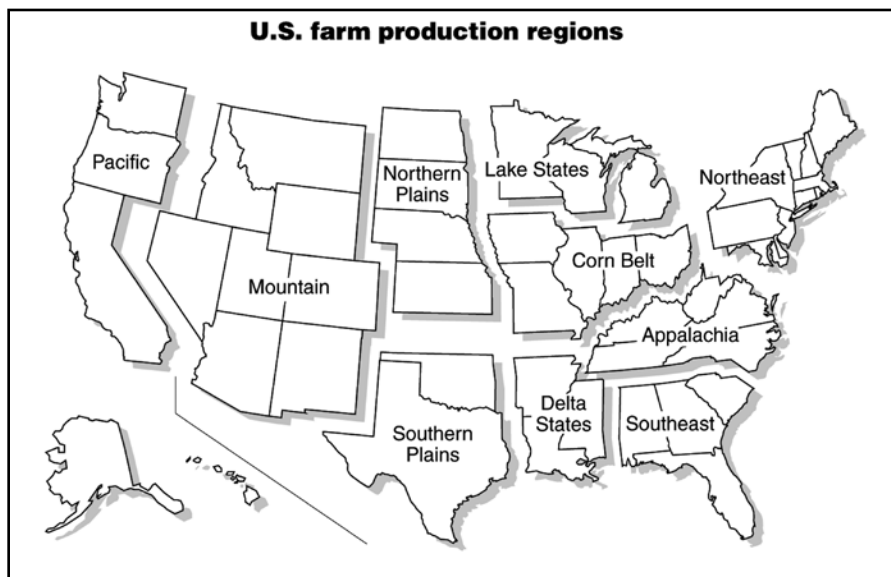 U.S. farm production regions
Pacific
Northern
Plains
Lake States
Northeast
Mountain
Corn Belt
Appalachia
Southern
Plains
Delta
States
Southeast